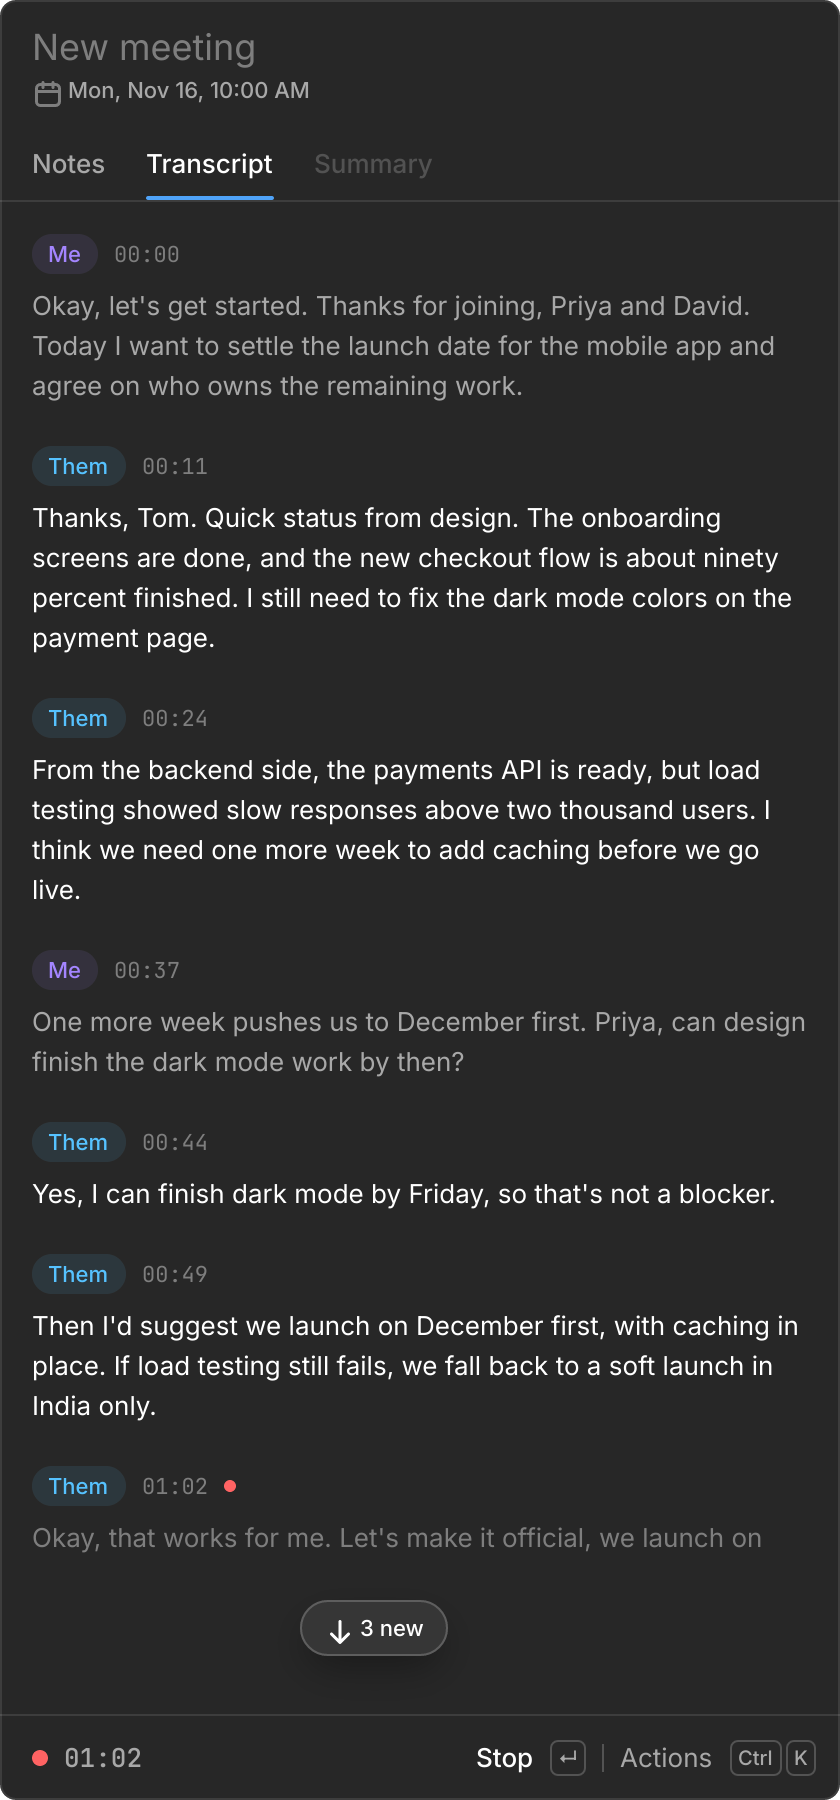 New meeting
Mon, Nov 16, 10:00 AM
Notes Transcript Summary
Me 00:00
Okay, let's get started. Thanks for joining, Priya and David.
Today I want to settle the launch date for the mobile app and
agree on who owns the remaining work.
Them 00:11
Thanks, Tom. Quick status from design. The onboarding
screens are done, and the new checkout flow is about ninety
percent finished. I still need to fix the dark mode colors on the
payment page.
Them 00:24
From the backend side, the payments API is ready, but load
testing showed slow responses above two thousand users. I
think we need one more week to add caching before we go
live.
Me 00:37
One more week pushes us to December first. Priya, can design
finish the dark mode work by then?
Them 00:44
Yes, I can finish dark mode by Friday, so that's not a blocker.
Them 00:49
Then I'd suggest we launch on December first, with caching in
place. If load testing still fails, we fall back to a soft launch in
India only.
Them 01:02
Okay, that works for me. Let's make it official, we launch on
3 new
01:02 Stop Actions Ctrl K